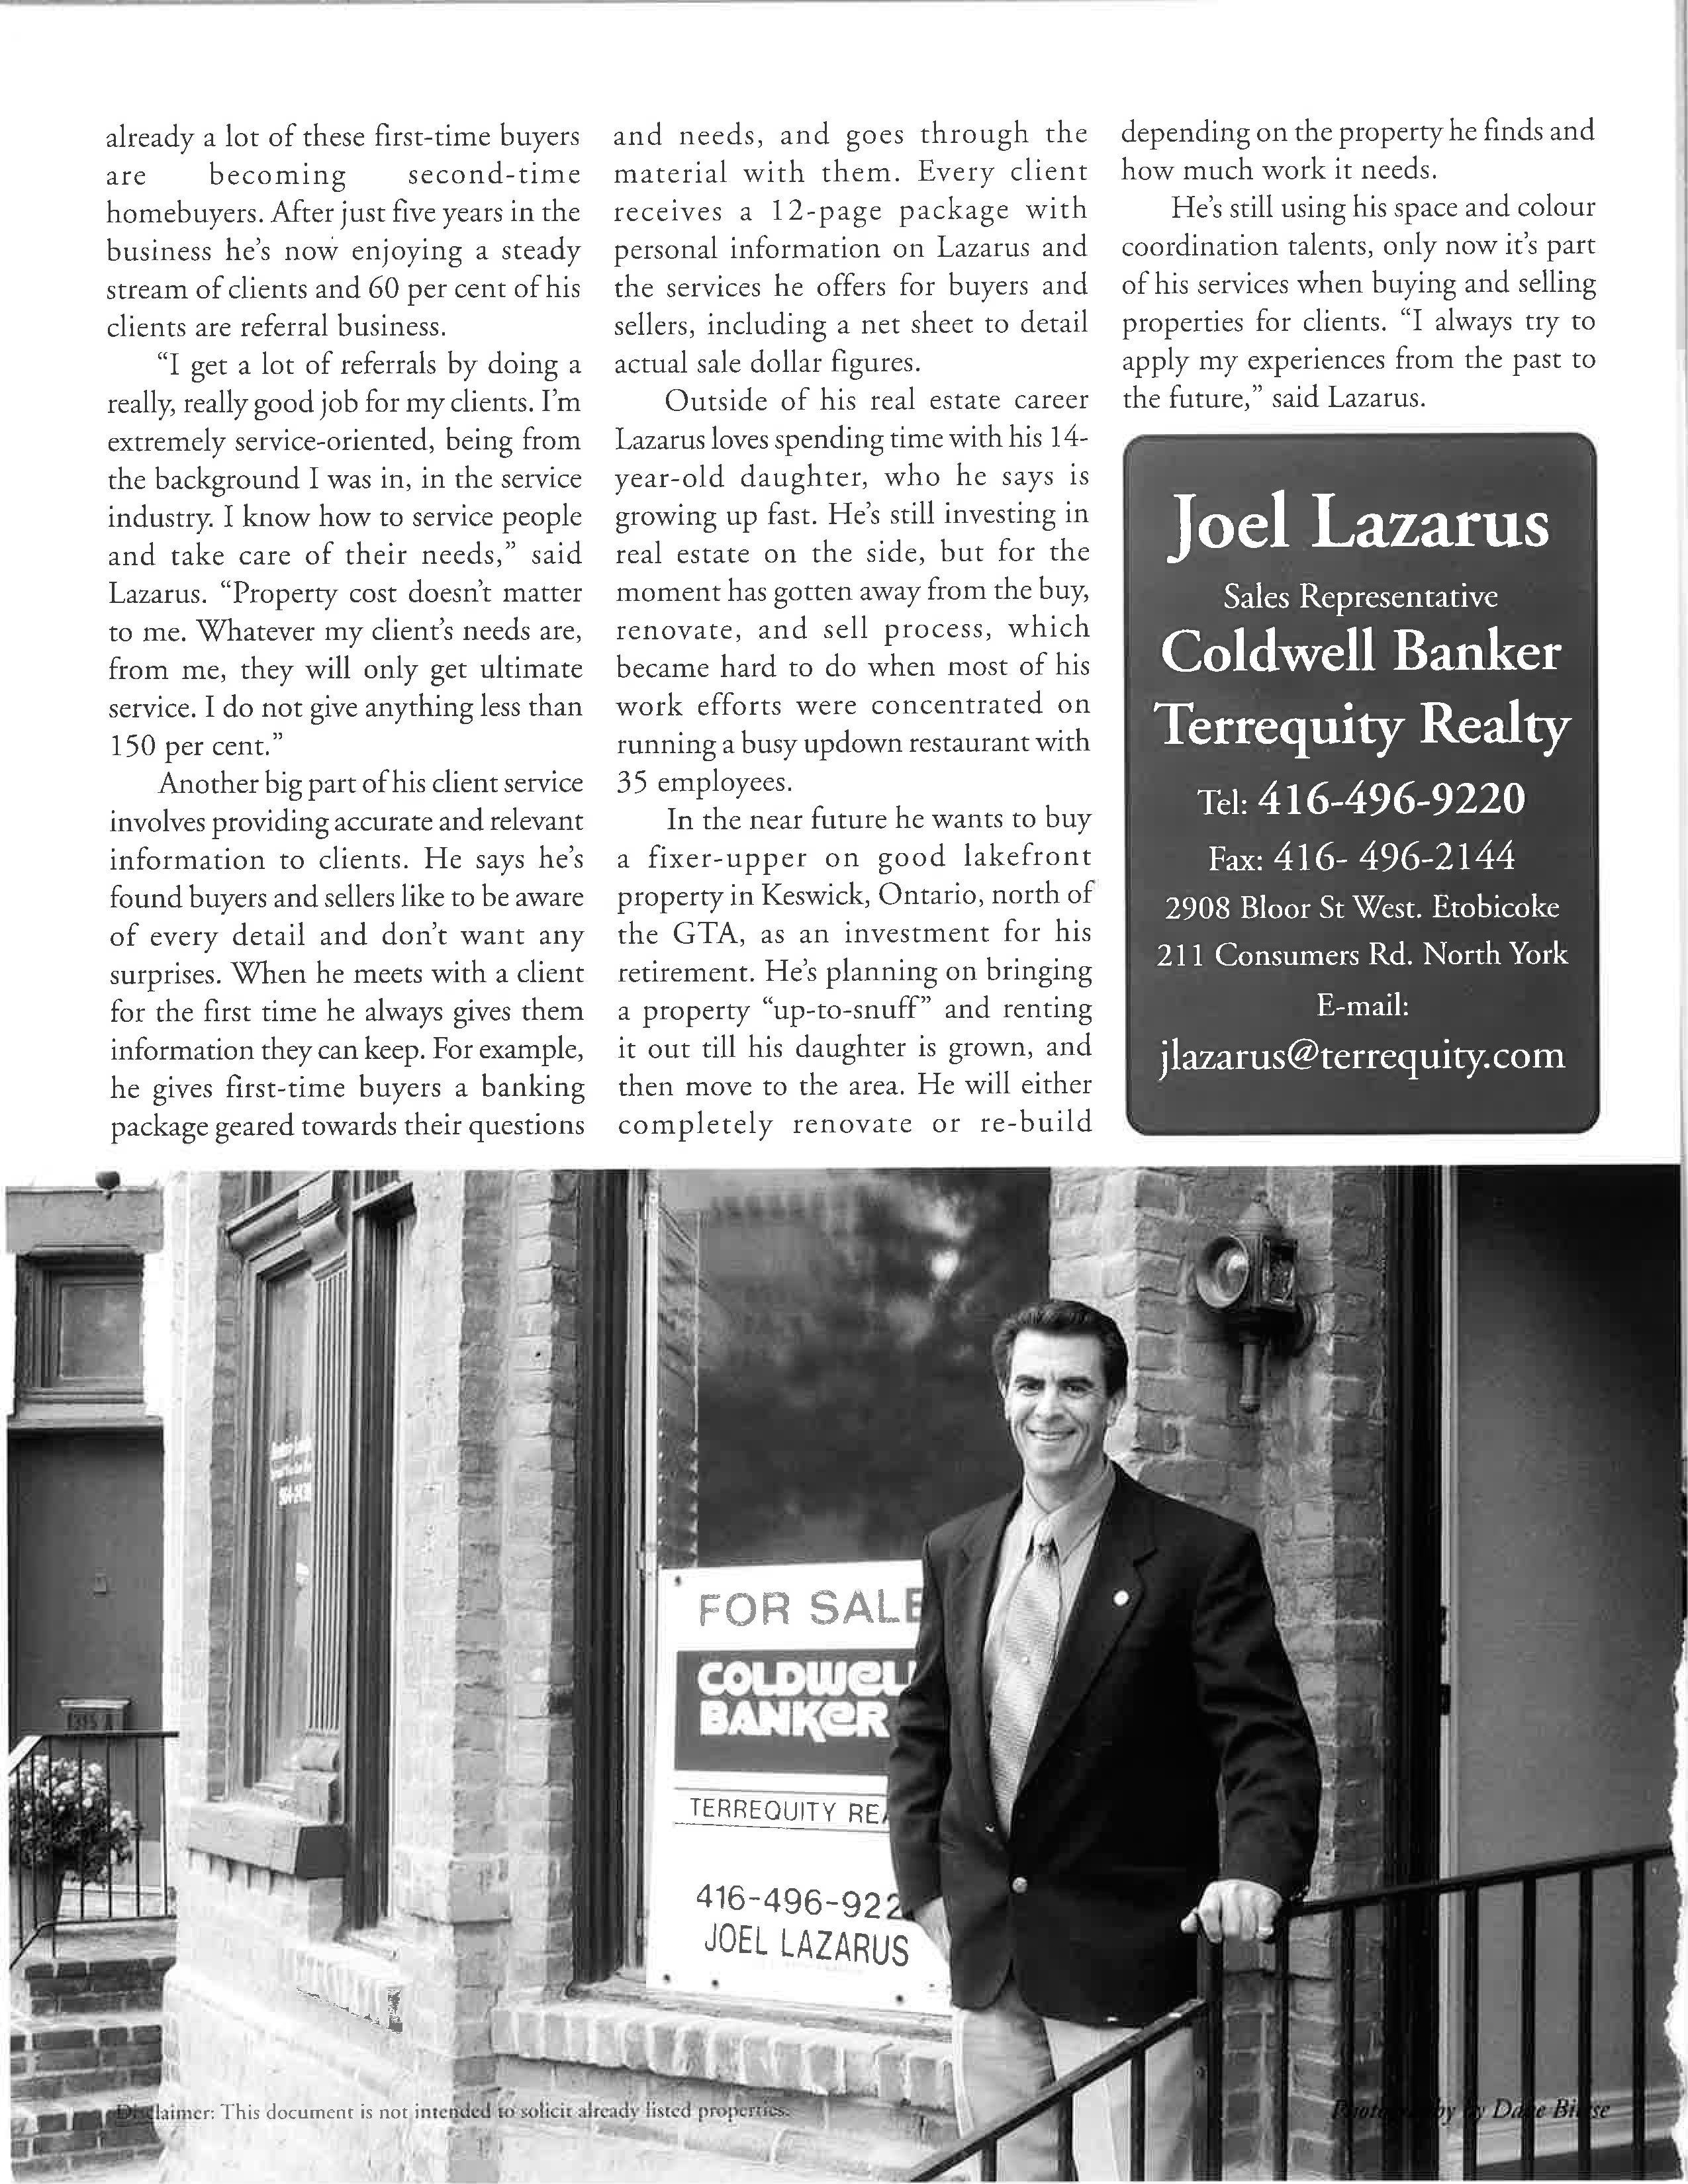 already a lot of these first-time buyers
are becoming second-time
homebuyers. After just five years in the
business he's now enjoying a steady
stream of clients and 60 per cent of his
clients are referral business.
"I get a lot of referrals by doing a
really, really good job for my clients. I'm
extremely service-oriented, being from
the background I was in, in the service
industry. I know how to service people
and take care of their needs," said
Lazarus. "Property cost doesn't matter
to me. Whatever my client's needs are,
from me, they will only get ultimate
service. I do not give anything less than
150 per cent."
Another big part of his client service
involves providing accurate and relevant
information to clients. He says he's
found buyers and sellers like to be aware
of every detail and don't want any
surprises. When he meets with a client
for the first time he always gives them
information they can keep. For example,
he gives first-time buyers a banking
package geared towards their questions
and needs, and goes through the
material with them. Every client
receives a 12-page package with
personal information on Lazarus and
the services he offers for buyers and
sellers, including a net sheet to detail
actual sale dollar figures.
Outside of his real estate career
Lazarus loves spending time with his 14-
year-old daughter, who he says is
growing up fast. He's still investing in
real estate on the side, but for the
moment has gotten away from the buy,
renovate, and sell process, which
became hard to do when most of his
work efforts were concentrated on
running a busy updown restaurant with
35 employees.
In the near future he wants to buy
a fixer-upper on good lakefront
property in Keswick, Ontario, north of
the GTA, as an investment for his
retirement. He's planning on bringing
a property "up-to-snuff" and renting
it out till his daughter is grown, and
then move to the area. He will either
completely renovate or re-build
depending on the property he finds and
how much work it needs.
He's still using his space and colour
coordination talents, only now it's part
of his services when buying and selling
properties for clients. "I always try to
apply my experiences from the past to
the future," said Lazarus.
Joel Lazarus
Sales Representative
Coldwell Banker
Terrequity Realty
Tel: 416-496-9220
Fax: 416- 496-2144
2908 Bloor St West. Etobicoke
211 Consumers Rd. North York
E-mail:
jlazarus@terrequity.com
FOR SALE
COLDWELL
BANKER
TERREQUITY REA
416-496-922
JOEL LAZARUS
Disclaimer: This document is not intended to solicit already listed properties.
Photography by Dave